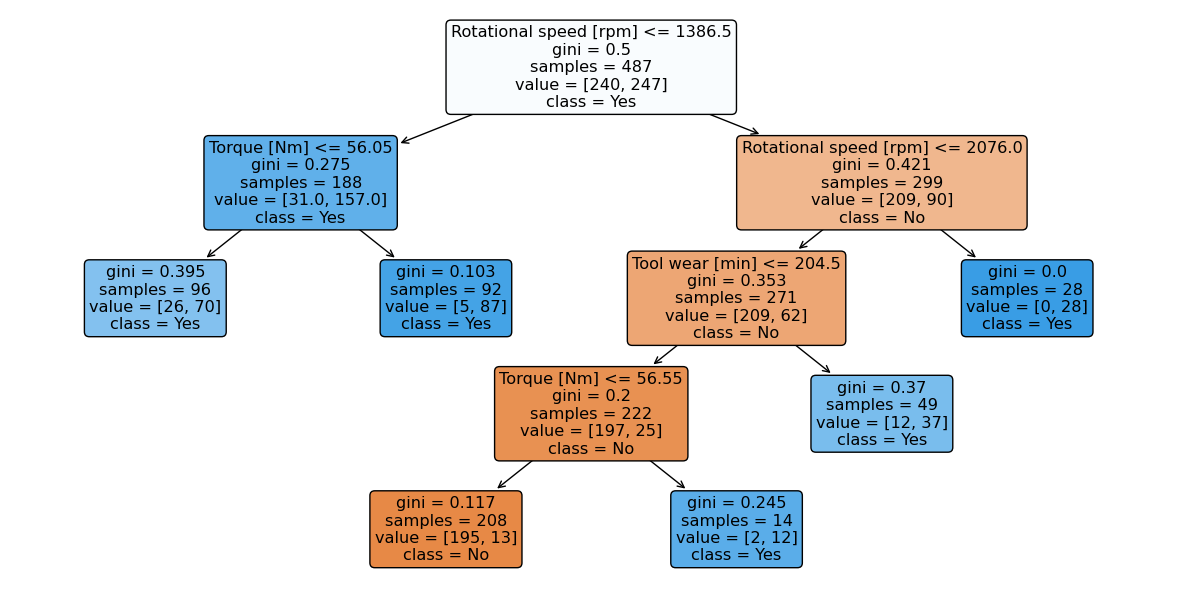 Rotational speed [rpm] <= 1386.5
gini = 0.5
samples = 487
value = [240, 247]
class = Yes
Torque [Nm] <= 56.05
gini = 0.275
samples = 188
value = [31.0, 157.0]
class = Yes
Rotational speed [rpm] <= 2076.0
gini = 0.421
samples = 299
value = [209, 90]
class = No
gini = 0.395
samples = 96
value = [26, 70]
class = Yes
gini = 0.103
samples = 92
value = [5, 87]
class = Yes
Tool wear [min] <= 204.5
gini = 0.353
samples = 271
value = [209, 62]
class = No
gini = 0.0
samples = 28
value = [0, 28]
class = Yes
Torque [Nm] <= 56.55
gini = 0.2
samples = 222
value = [197, 25]
class = No
gini = 0.37
samples = 49
value = [12, 37]
class = Yes
gini = 0.117
samples = 208
value = [195, 13]
class = No
gini = 0.245
samples = 14
value = [2, 12]
class = Yes